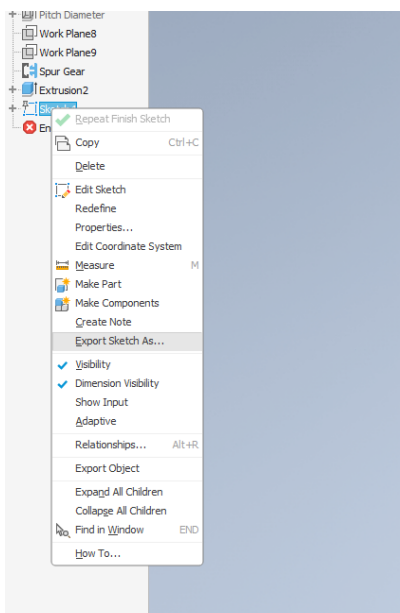 Pitch Diameter
Work Plane8
Work Plane9
Spur Gear
Extrusion2
En
Repeat Finish Sketch
Copy Ctrl+C
Delete
Edit Sketch
Redefine
Properties...
Edit Coordinate System
Measure M
Make Part
Make Components
Create Note
Export Sketch As...
Visibility
Dimension Visibility
Show Input
Adaptive
Relationships... Alt+R
Export Object
Expand All Children
Collapse All Children
Find in Window END
How To...